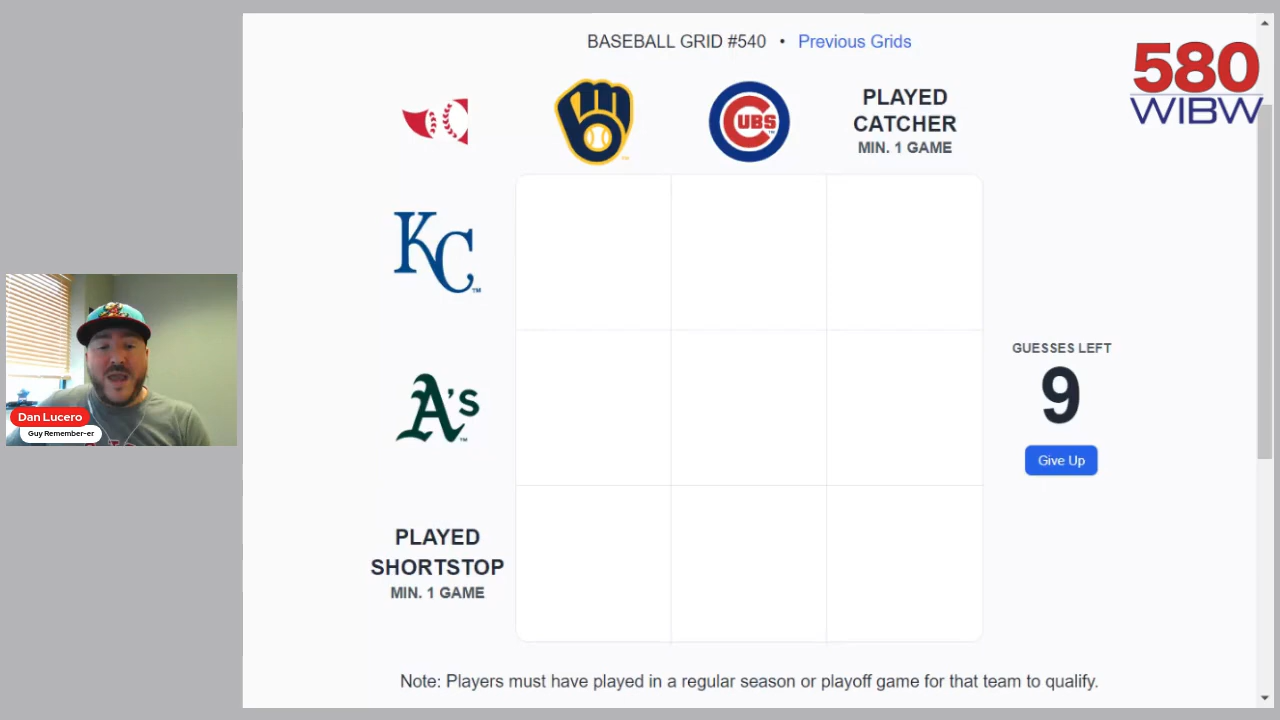 BASEBALL GRID #540 • Previous Grids
580
WIBW
CUBS
PLAYED
CATCHER
MIN. 1 GAME
KC
A's
GUESSES LEFT
9
Give Up
PLAYED
SHORTSTOP
MIN. 1 GAME
Dan Lucero
Guy Remember-er
Note: Players must have played in a regular season or playoff game for that team to qualify.